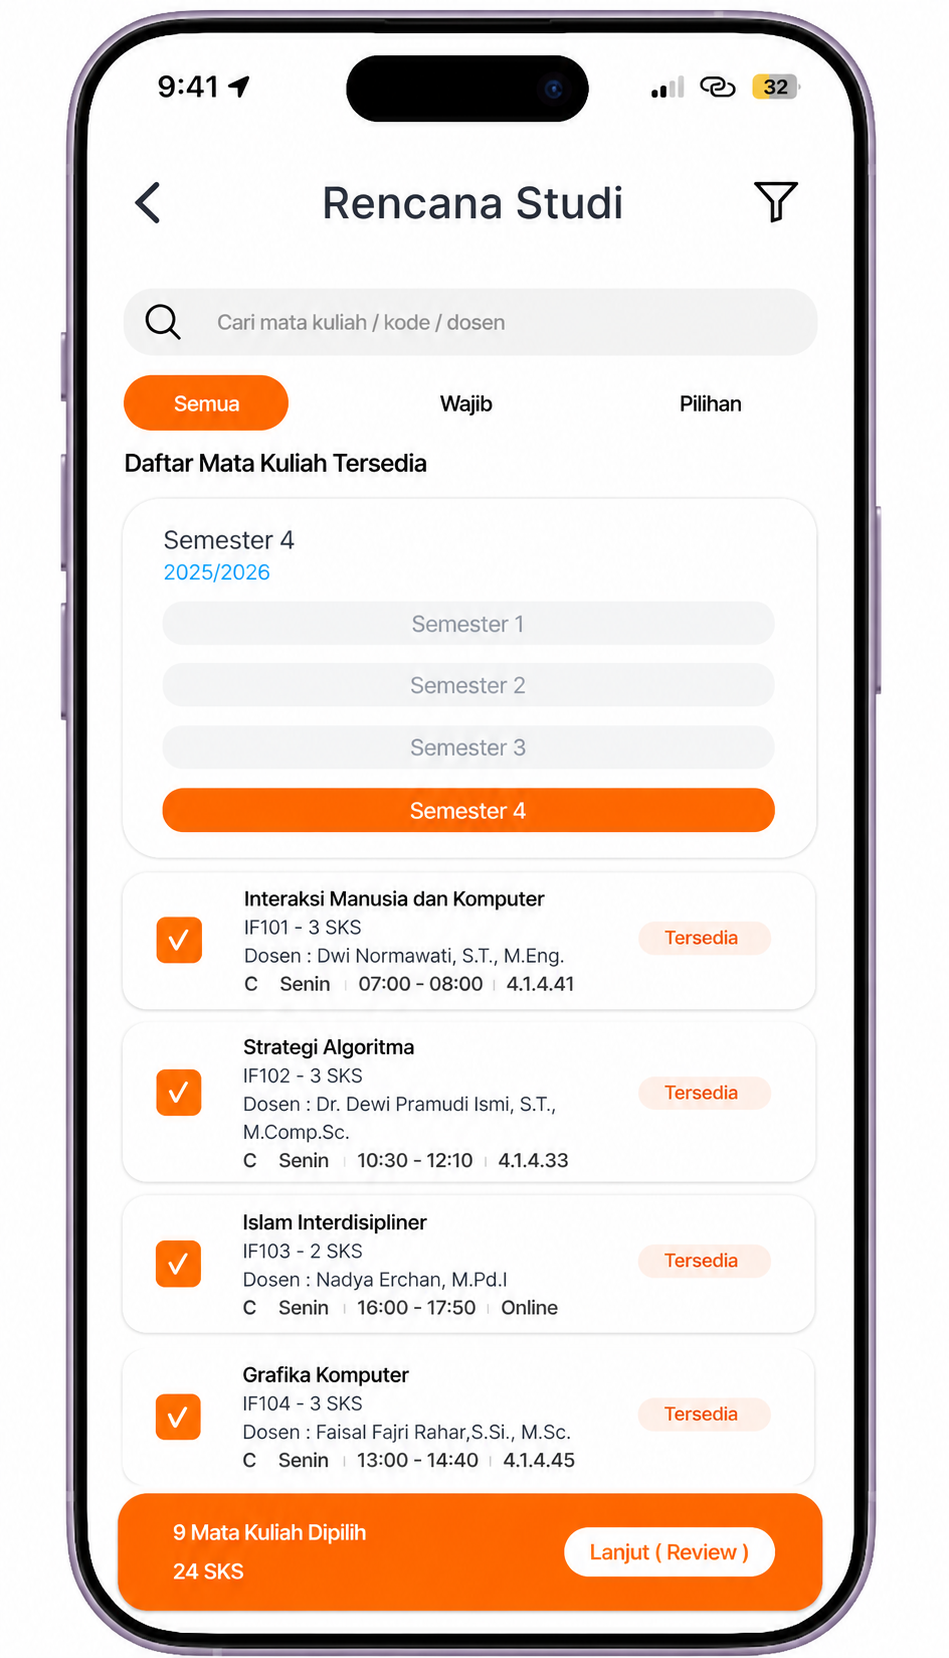 9:41
32
Rencana Studi
Cari mata kuliah / kode / dosen
Semua Wajib Pilihan
Daftar Mata Kuliah Tersedia
Semester 4
2025/2026
Semester 1
Semester 2
Semester 3
Semester 4
Interaksi Manusia dan Komputer
IF101 - 3 SKS
Tersedia
Dosen : Dwi Normawati, S.T., M.Eng.
C Senin 07:00 - 08:00 4.1.4.41
Strategi Algoritma
IF102 - 3 SKS
Tersedia
Dosen : Dr. Dewi Pramudi Ismi, S.T.,
M.Comp.Sc.
C Senin 10:30 - 12:10 4.1.4.33
Islam Interdisipliner
IF103 - 2 SKS
Tersedia
Dosen : Nadya Erchan, M.Pd.I
C Senin 16:00 - 17:50 Online
Grafika Komputer
IF104 - 3 SKS
Tersedia
Dosen : Faisal Fajri Rahar,S.Si., M.Sc.
C Senin 13:00 - 14:40 4.1.4.45
9 Mata Kuliah Dipilih
24 SKS
Lanjut ( Review )